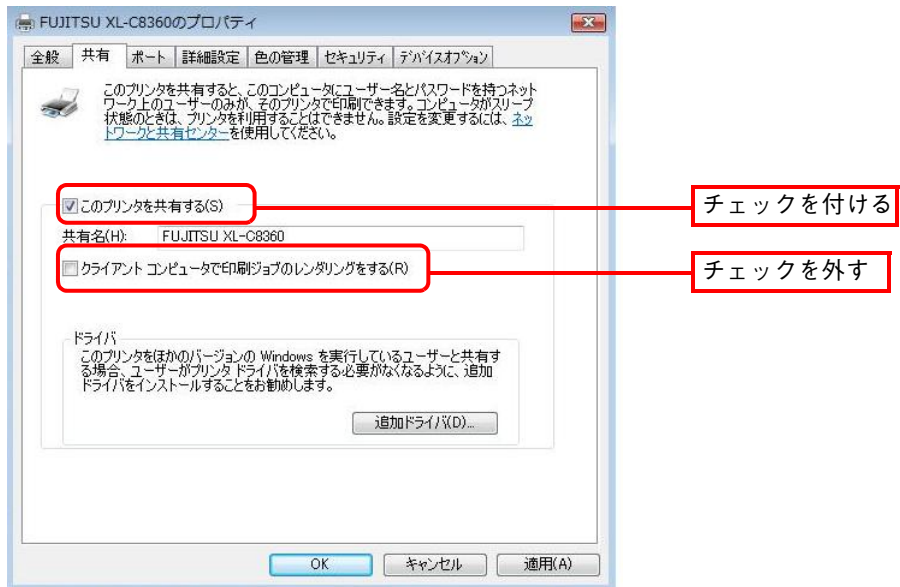 FUJITSU XL-C8360のプロパティ
全般 共有 ポート 詳細設定 色の管理 セキュリティ デバイスオプション
このプリンタを共有すると、このコンピュータにユーザー名とパスワードを持つネット
ワーク上のユーザーのみが、そのプリンタで印刷できます。コンピュータがスリープ
状態のときは、プリンタを利用することはできません。設定を変更するには、ネッ
トワークと共有センターを使用してください。
このプリンタを共有する(S)
チェックを付ける
共有名(H): FUJITSU XL-C8360
クライアント コンピュータで印刷ジョブのレンダリングをする(R)
チェックを外す
ドライバ
このプリンタをほかのバージョンの Windows を実行しているユーザーと共有す
る場合、ユーザーがプリンタ ドライバを検索する必要がなくなるように、追加
ドライバをインストールすることをお勧めします。
追加ドライバ(D)...
OK キャンセル 適用(A)